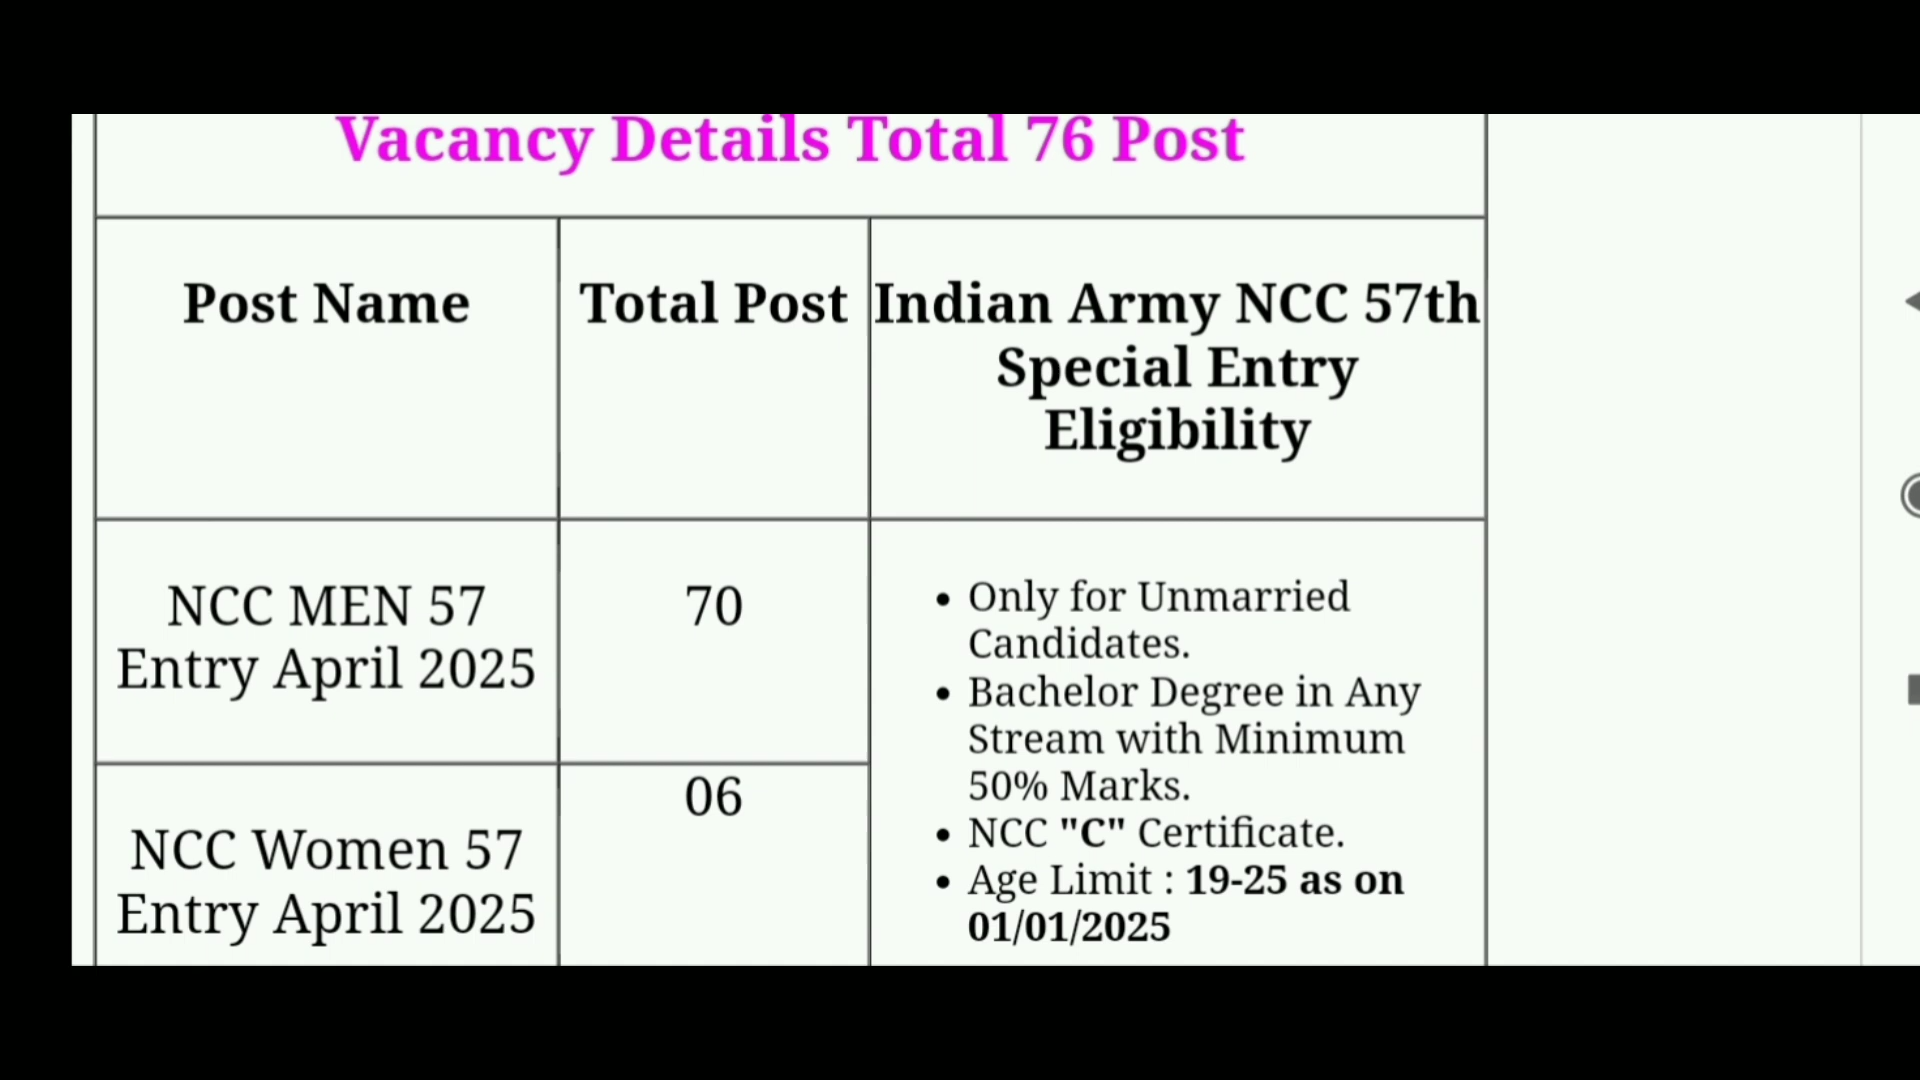 Vacancy Details Total 76 Post
Post Name
Total Post
Indian Army NCC 57th
Special Entry
Eligibility
NCC MEN 57
Entry April 2025
70
NCC Women 57
Entry April 2025
06
• Only for Unmarried
Candidates.
• Bachelor Degree in Any
Stream with Minimum
50% Marks.
• NCC "C" Certificate.
• Age Limit : 19-25 as on
01/01/2025